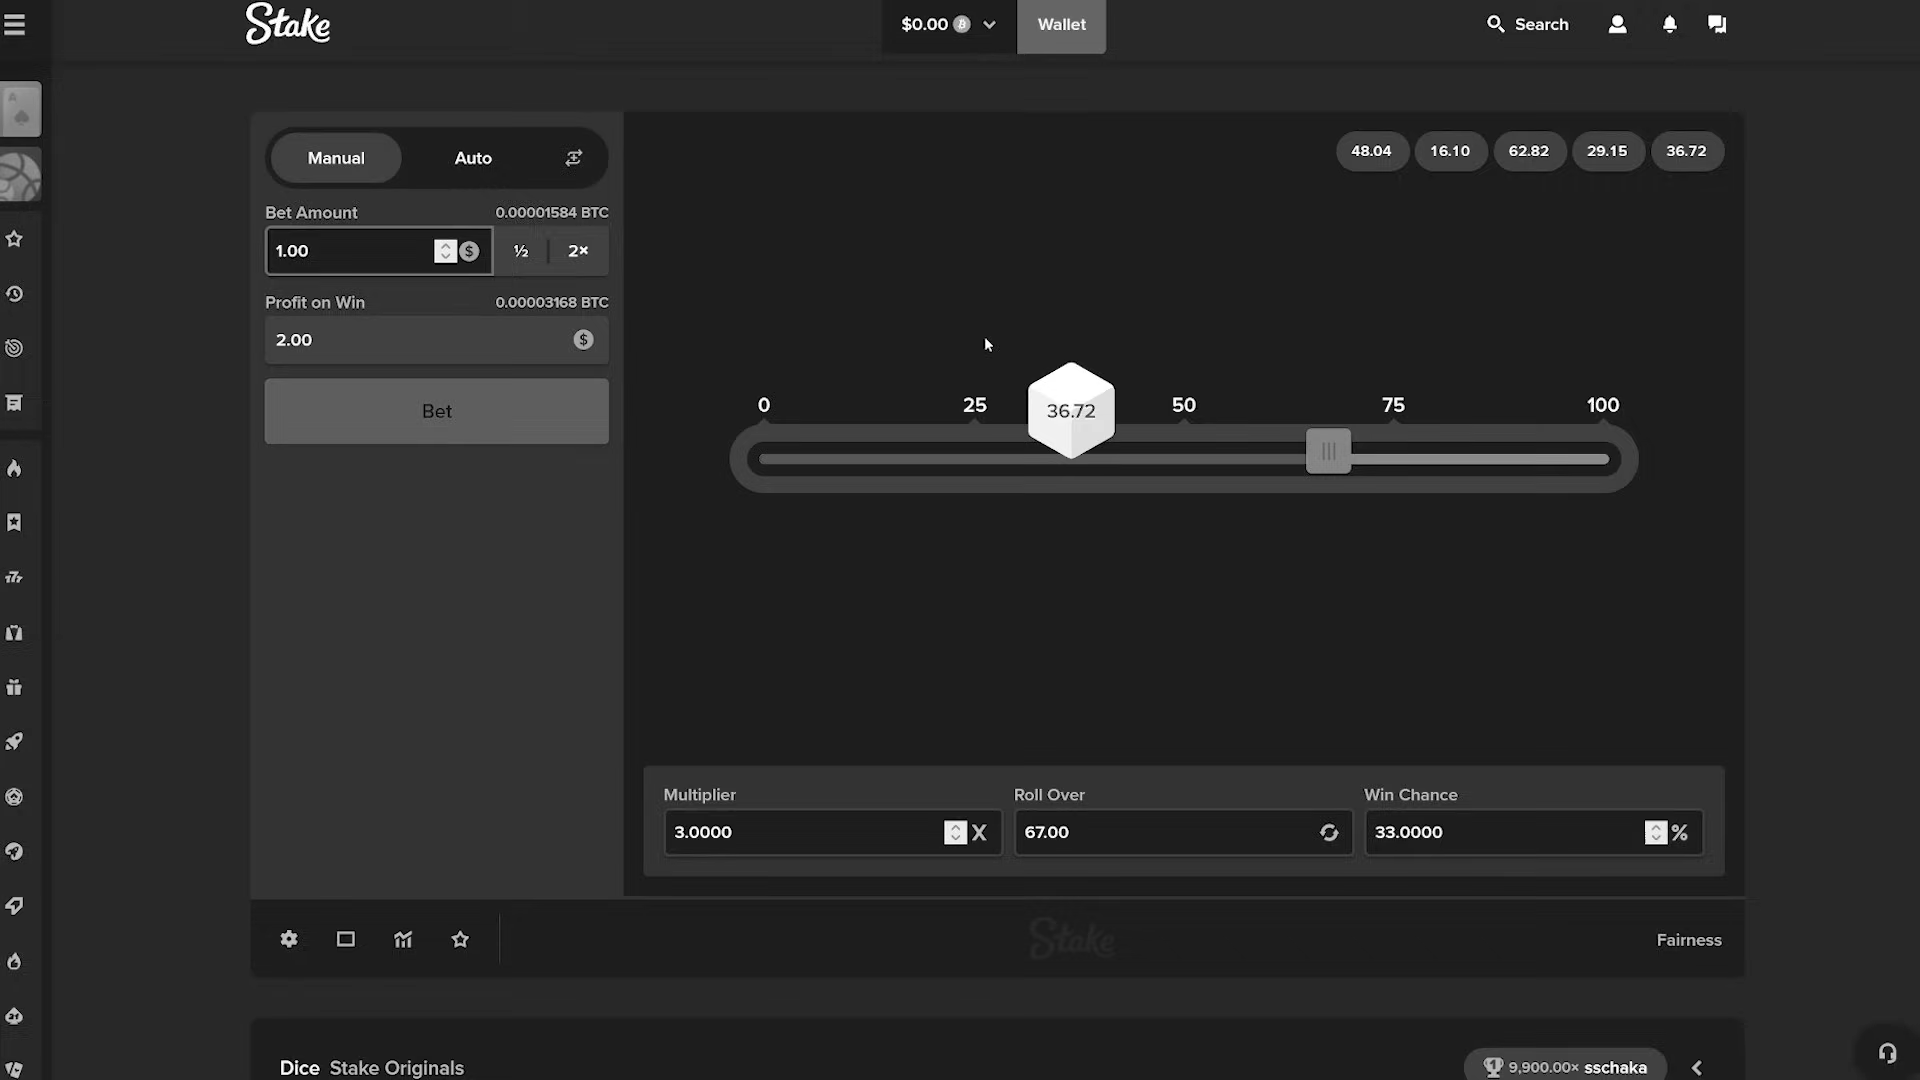 Stake
$0.00
Wallet
Search
Manual
Auto
48.04
16.10
62.82
29.15
36.72
Bet Amount
0.00001584 BTC
1.00
$
½
2×
Profit on Win
0.00003168 BTC
2.00
$
Bet
0
25
50
75
100
36.72
Multiplier
3.0000
X
Roll Over
67.00
Win Chance
33.0000
%
Stake
Fairness
Dice Stake Originals
9,900.00× sschaka